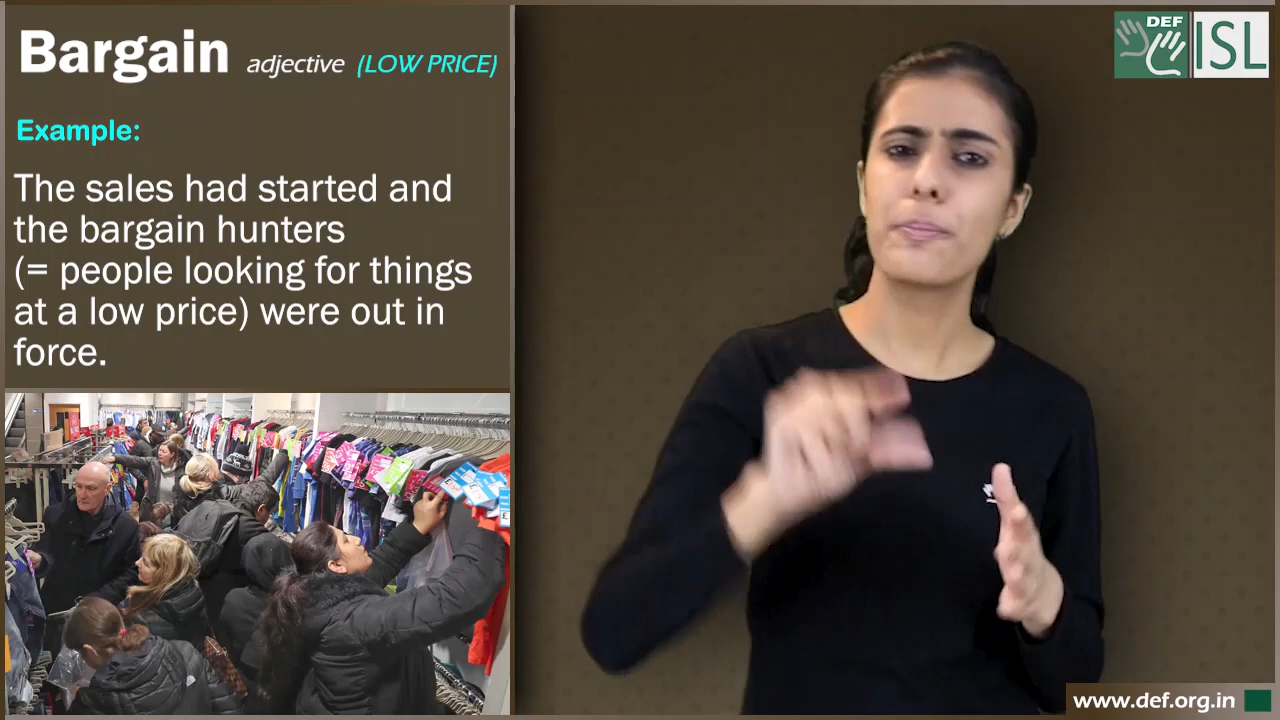 Bargain adjective (LOW PRICE)
Example:
The sales had started and
the bargain hunters
(= people looking for things
at a low price) were out in
force.
DEF
ISL
www.def.org.in